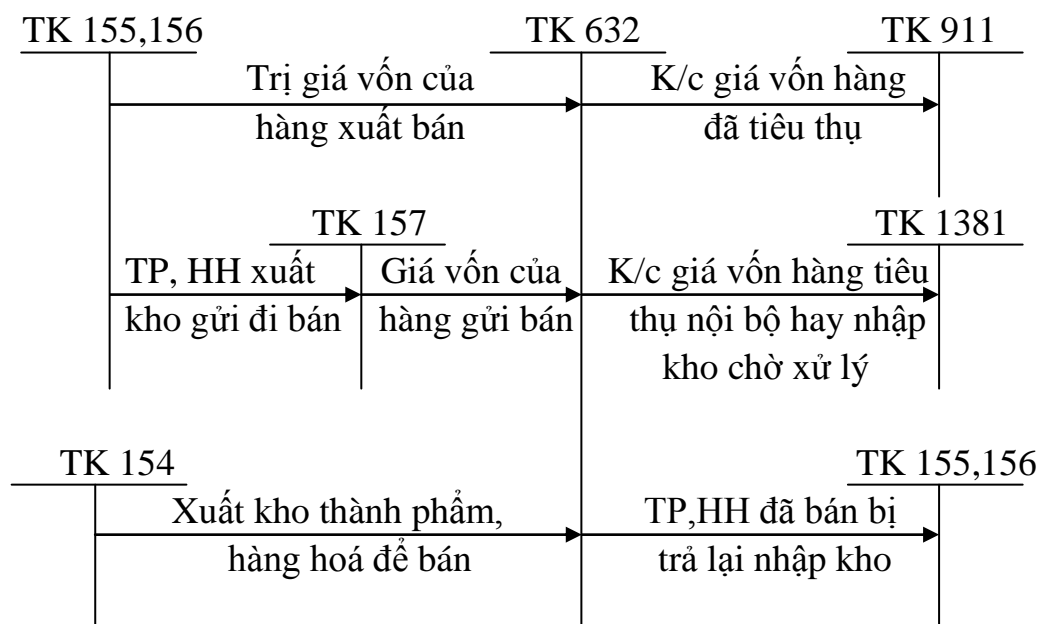 TK 155,156 TK 632 TK 911
Trị giá vốn của
hàng xuất bán
K/c giá vốn hàng
đã tiêu thụ
TK 157 TK 1381
TP, HH xuất
kho gửi đi bán
Giá vốn của
hàng gửi bán
K/c giá vốn hàng tiêu
thụ nội bộ hay nhập
kho chờ xử lý
TK 154 TK 155,156
Xuất kho thành phẩm,
hàng hoá để bán
TP,HH đã bán bị
trả lại nhập kho